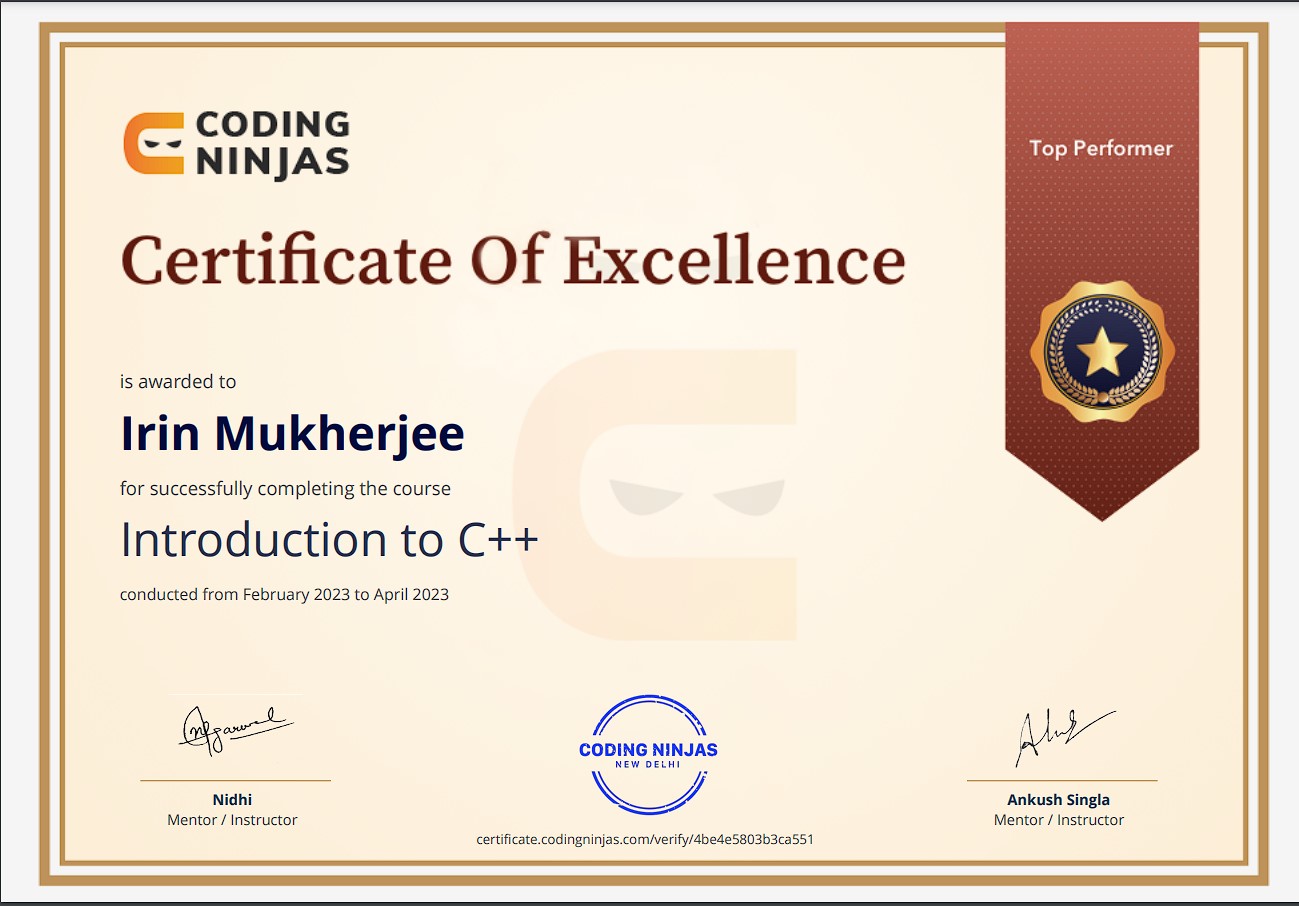 CODING
NINJAS
Top Performer
Certificate Of Excellence
is awarded to
Irin Mukherjee
for successfully completing the course
Introduction to C++
conducted from February 2023 to April 2023
CODING NINJAS
NEW DELHI
Nidhi
Mentor / Instructor
Ankush Singla
Mentor / Instructor
certificate.codingninjas.com/verify/4be4e5803b3ca551